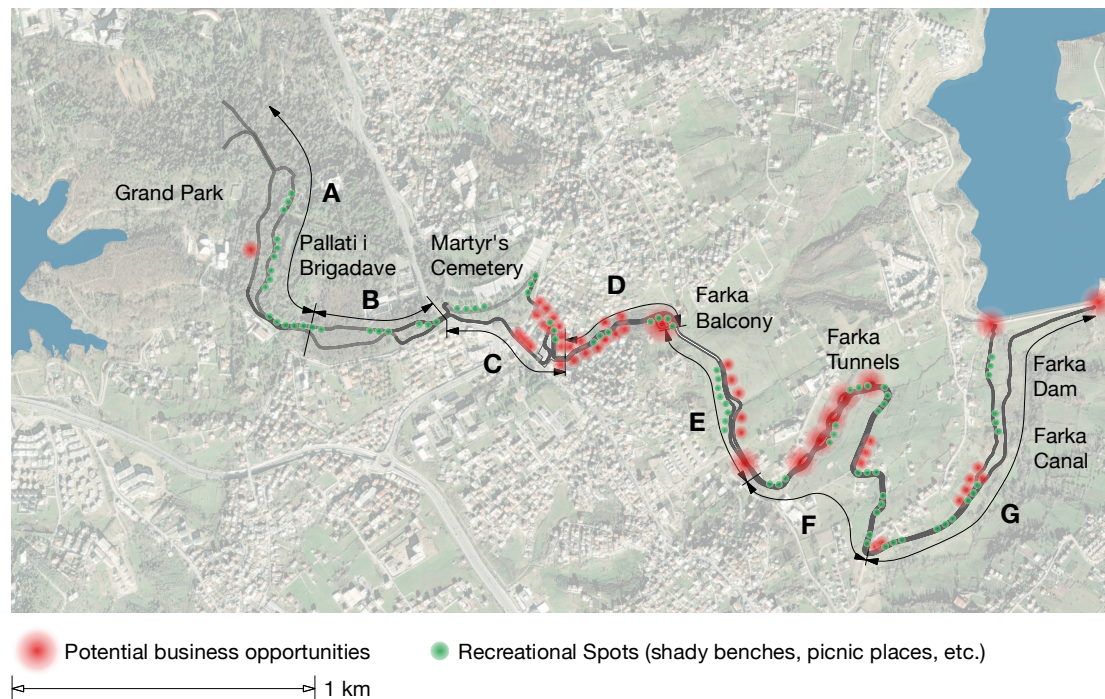 Grand Park
A
Pallati i
Brigadave
B
Martyr's
Cemetery
C
D
Farka
Balcony
E
Farka
Tunnels
F
Farka
Dam
Farka
Canal
G
Potential business opportunities
Recreational Spots (shady benches, picnic places, etc.)
1 km